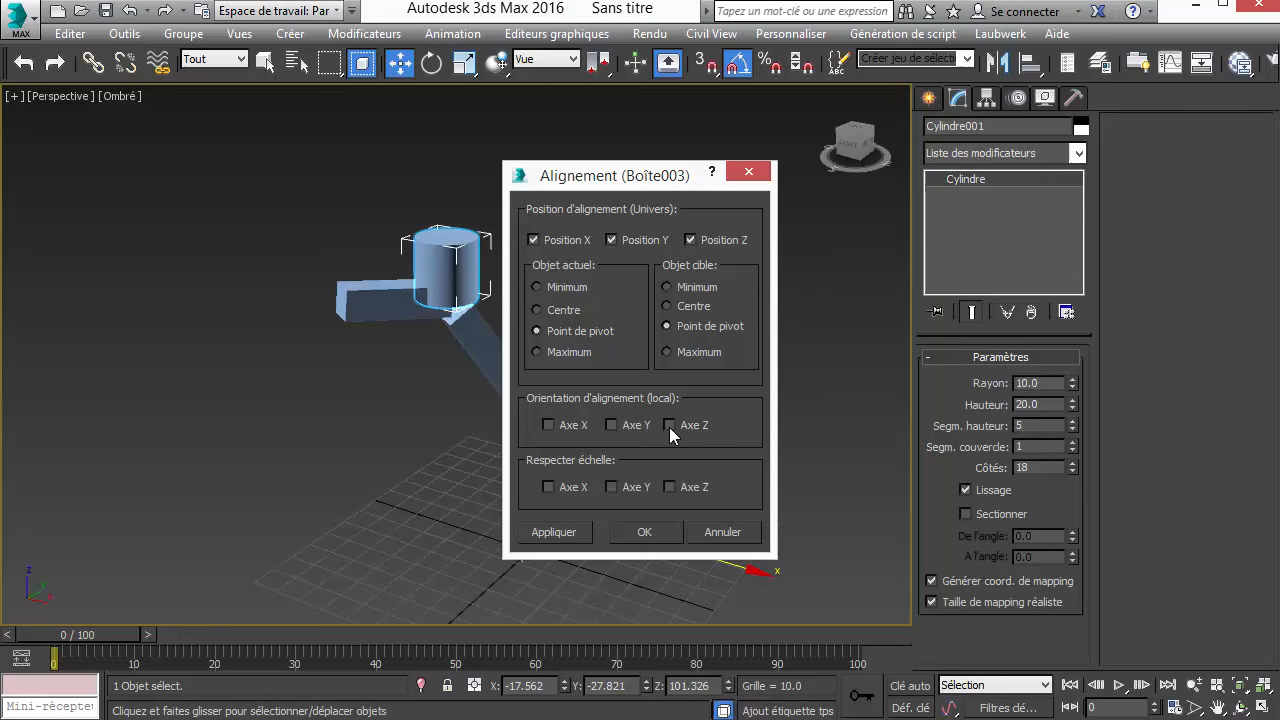 Espace de travail: Par
Autodesk 3ds Max 2016 Sans titre
Tapez un mot-clé ou une expression
Se connecter
MAX
Editer Outils Groupe Vues Créer Modificateurs Animation Editeurs graphiques Rendu Civil View Personnaliser Génération de script Laubwerk Aide
Tout
Vue
3
%
ABC
Créer jeu de sélecti
[+] [Perspective ] [Ombré ]
Cylindre001
Liste des modificateurs
Cylindre
Alignement (Boîte003)
?
Position d'alignement (Univers):
Position X Position Y Position Z
Objet actuel: Objet cible:
Minimum Minimum
Centre Centre
Point de pivot Point de pivot
Maximum Maximum
Orientation d'alignement (local):
Axe X Axe Y Axe Z
Respecter échelle:
Axe X Axe Y Axe Z
Appliquer OK Annuler
- Paramètres
Rayon: 10.0
Hauteur: 20.0
Segm. hauteur: 5
Segm. couvercle: 1
Côtés: 18
Lissage
Sectionner
De l'angle: 0.0
A l'angle: 0.0
Générer coord. de mapping
Taille de mapping réaliste
z
x
x
< 0 / 100 >
0 10 20 30 40 50 60 70 80 90 100
1 Objet sélect.
X: -17.562 Y: -27.821 Z: 101.326
Grille = 10.0
Clé auto
Sélection
Mini-récepte
Cliquez et faites glisser pour sélectionner/déplacer objets
Ajout étiquette tps
Déf. clé
Filtres clé...
0